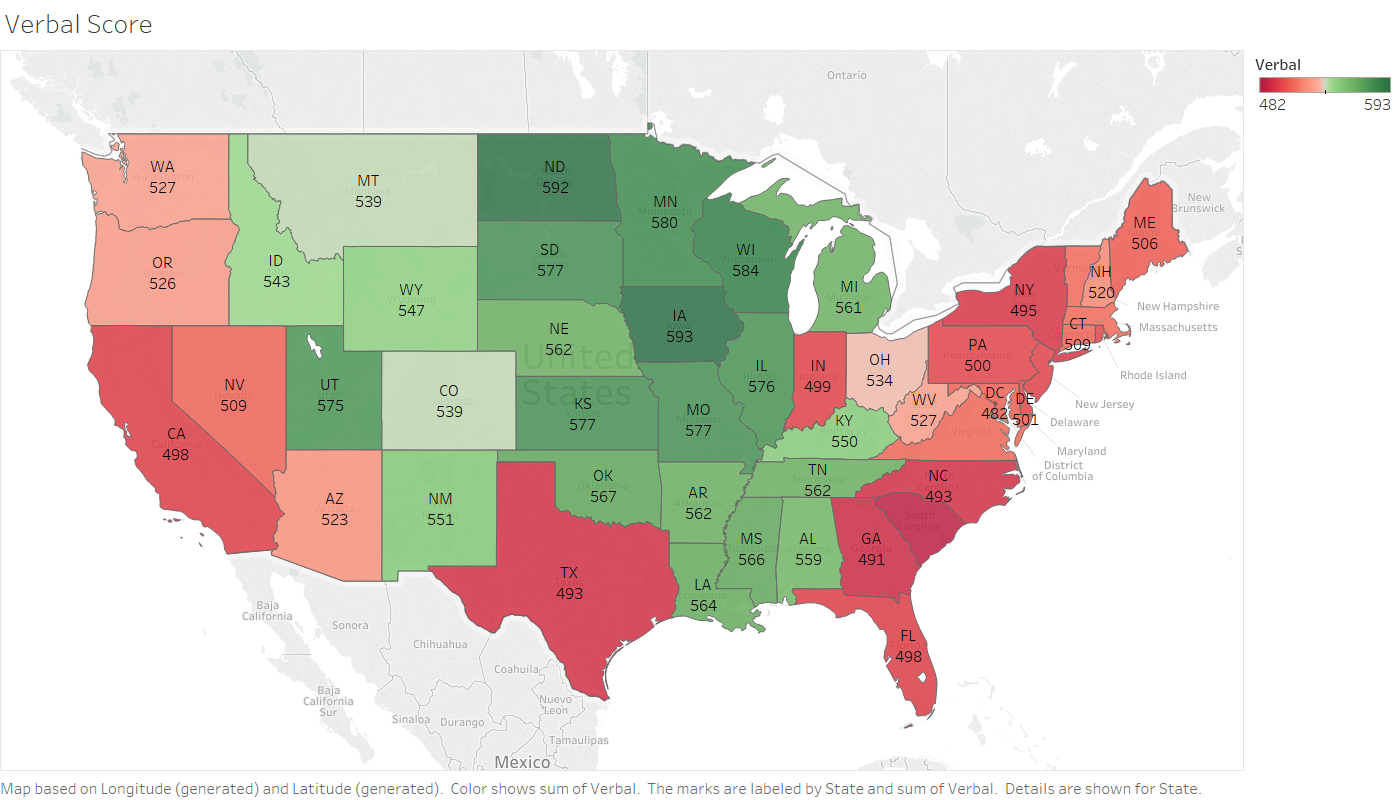 Verbal Score
Ontario
Verbal
482 593
WA
527
MT
539
ND
592
MN
580
New
Brunswick
ME
506
OR
526
ID
543
SD
577
WI
584
WY
547
MI
561
NH
520
NY
495
New Hampshire
NE
562
IA
593
CT
509
Massachusetts
United
States
PA
500
OH
534
IN
499
IL
576
Rhode Island
NV
509
UT
575
CO
539
KS
577
MO
577
WV
527
DC
482
DE
501
New Jersey
Delaware
KY
550
Virginia
Maryland
District
of Columbia
CA
498
TN
562
NC
493
OK
567
AZ
523
NM
551
AR
562
South
Carolina
MS
566
AL
559
GA
491
TX
493
LA
564
Baja
California
Sonora
Chihuahua
FL
498
Coahuila
Baja
California
Sur
Nuevo
León
Sinaloa
Durango
Tamaulipas
Mexico
Map based on Longitude (generated) and Latitude (generated). Color shows sum of Verbal. The marks are labeled by State and sum of Verbal. Details are shown for State.